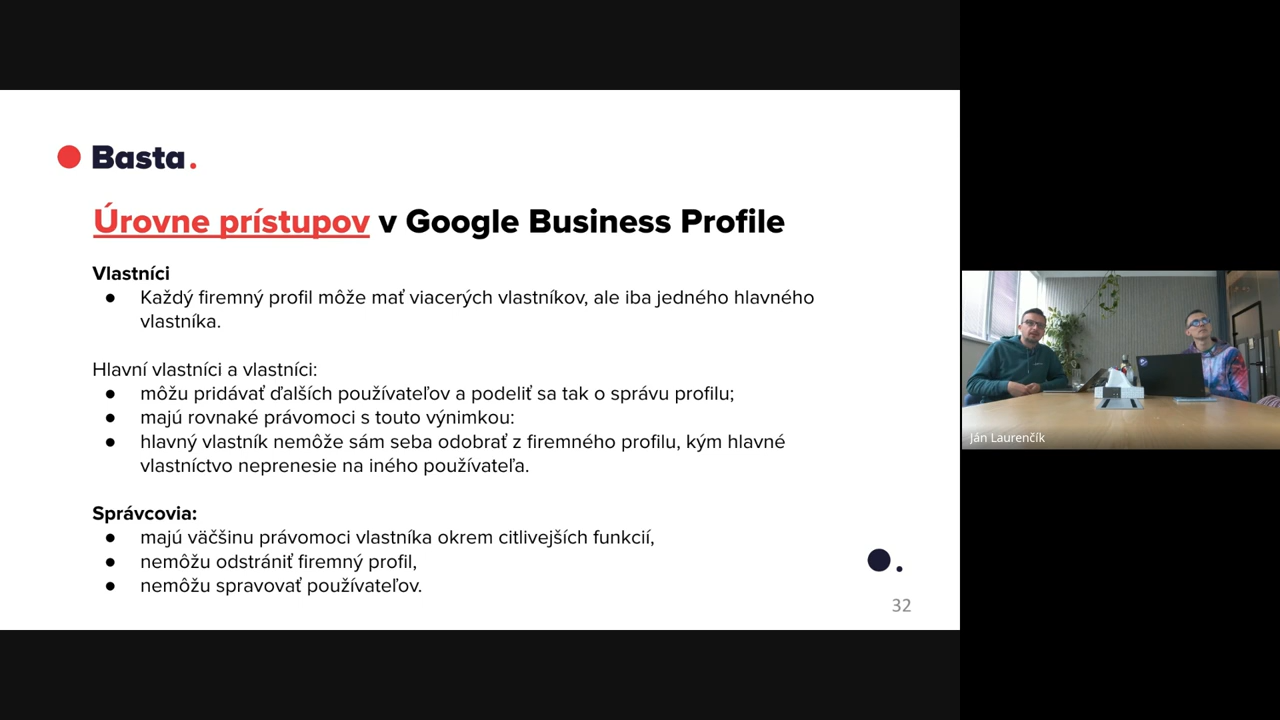 Basta.
Úrovne prístupov v Google Business Profile
Vlastníci
● Každý firemný profil môže mať viacerých vlastníkov, ale iba jedného hlavného
vlastníka.
Hlavní vlastníci a vlastníci:
● môžu pridávať ďalších používateľov a podeliť sa tak o správu profilu;
● majú rovnaké právomoci s touto výnimkou:
● hlavný vlastník nemôže sám seba odobrať z firemného profilu, kým hlavné
vlastníctvo neprenesie na iného používateľa.
Správcovia:
● majú väčšinu právomoci vlastníka okrem citlivejších funkcií,
● nemôžu odstrániť firemný profil,
● nemôžu spravovať používateľov.
32
Ján Laurenčík